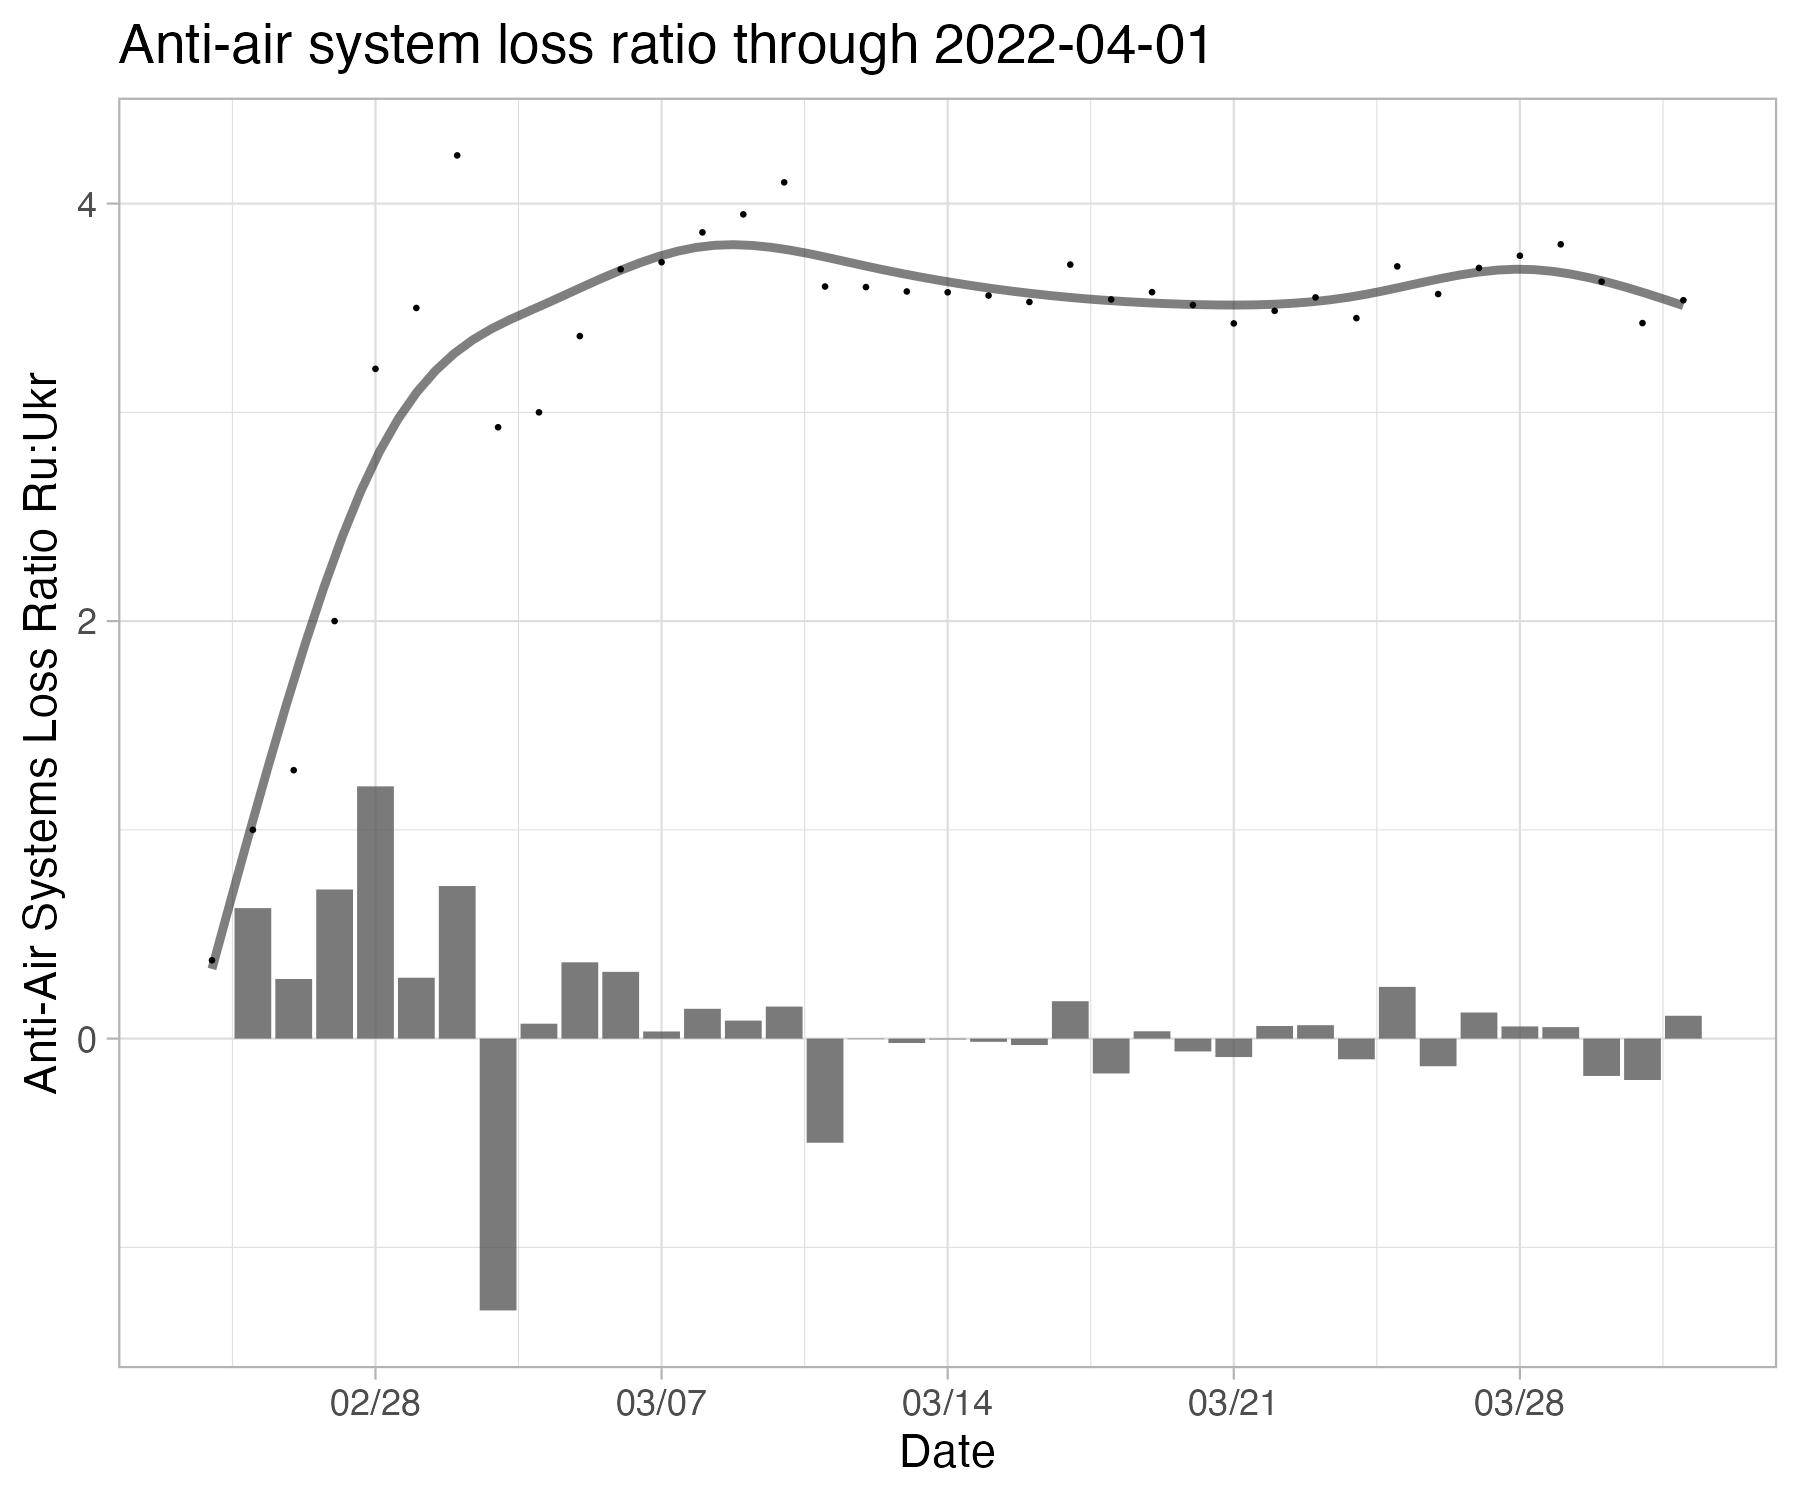 Anti-air system loss ratio through 2022-04-01
Anti-Air Systems Loss Ratio Ru:Ukr
4
2
0
02/28
03/07
03/14
03/21
03/28
Date